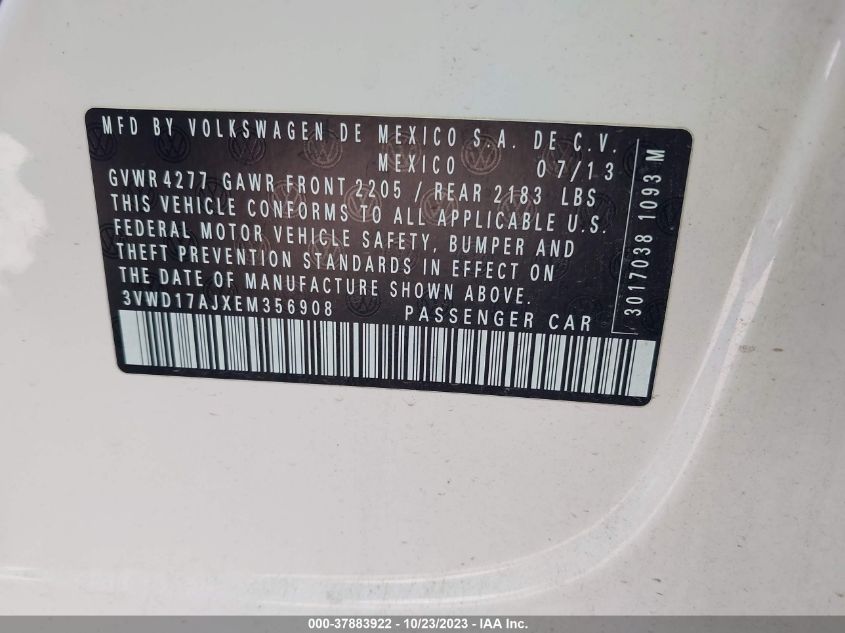 MFD BY VOLKSWAGEN DE MEXICO S.A. DE C.V.
MEXICO 07/13
GVWR4277 GAWR FRONT 2205 / REAR 2183 LBS
THIS VEHICLE CONFORMS TO ALL APPLICABLE U.S.
FEDERAL MOTOR VEHICLE SAFETY, BUMPER AND
THEFT PREVENTION STANDARDS IN EFFECT ON
THE DATE OF MANUFACTURE SHOWN ABOVE.
3VWD17AJXEM356908 PASSENGER CAR
3017038 1093 M
000-37883922 - 10/23/2023 - IAA Inc.